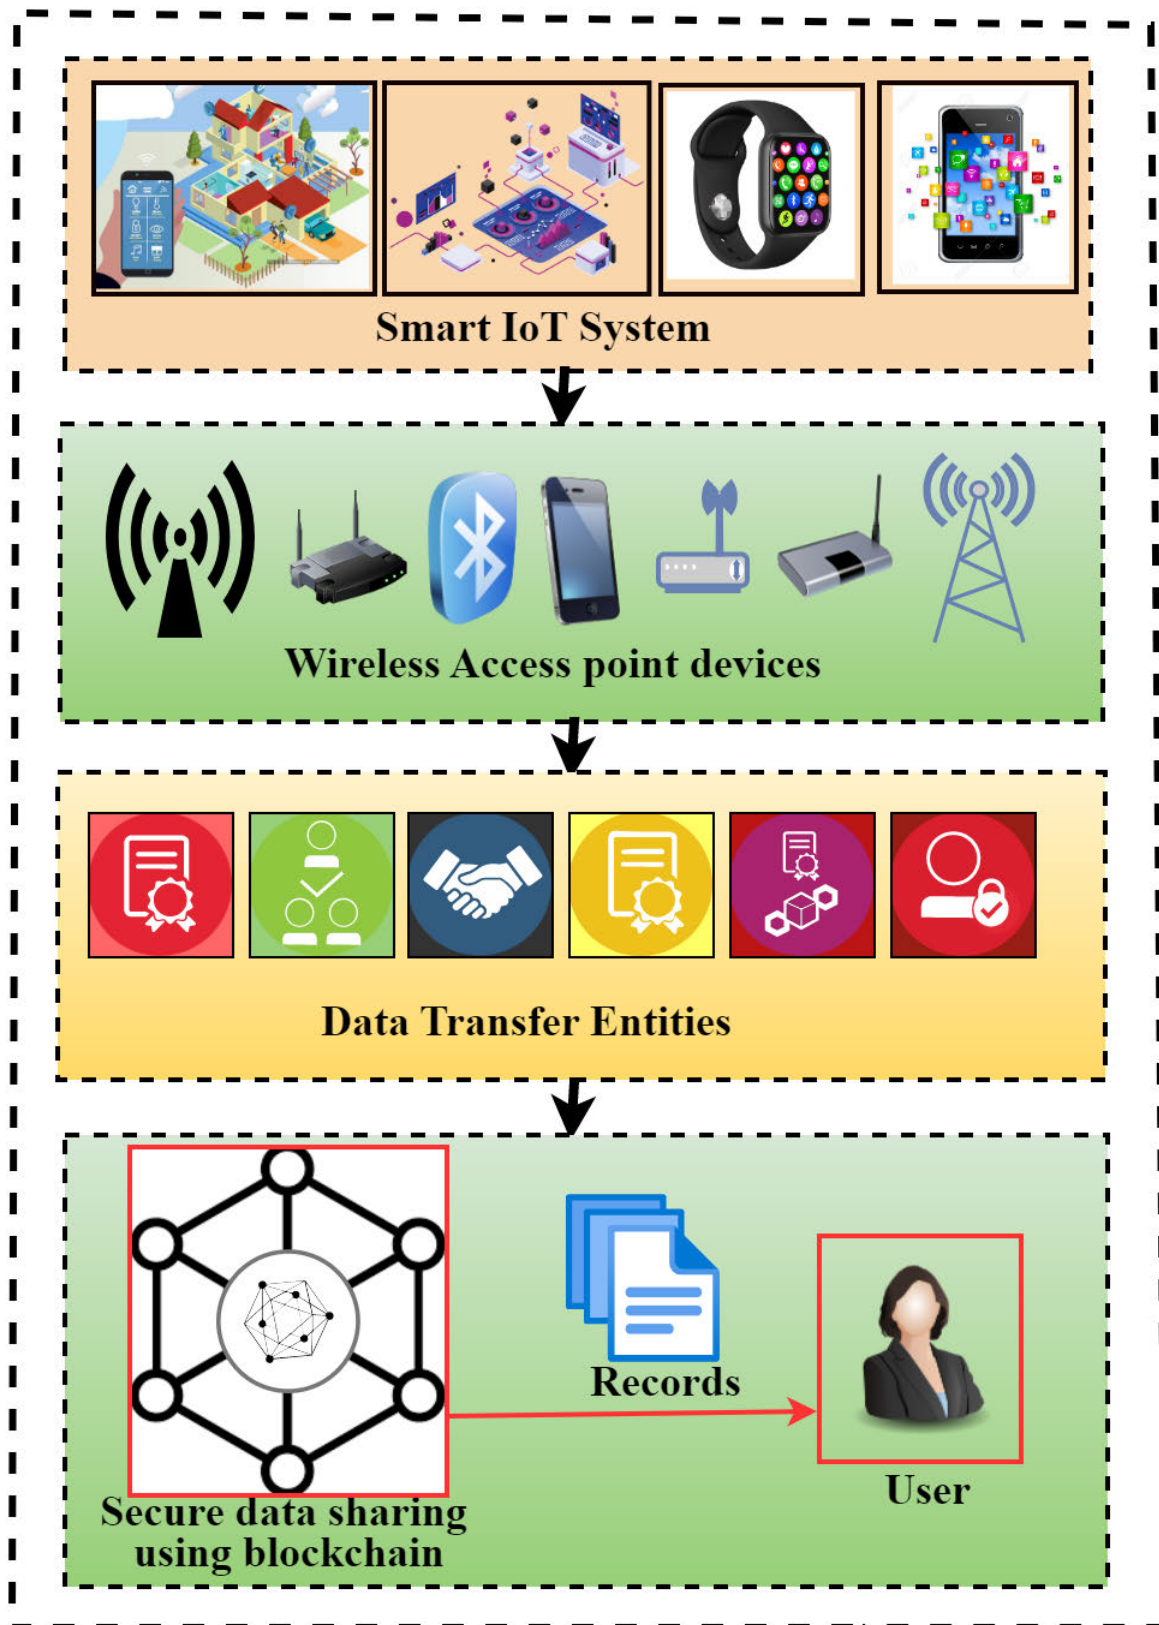 Smart IoT System
Wireless Access point devices
Data Transfer Entities
Records
User
Secure data sharing
using blockchain